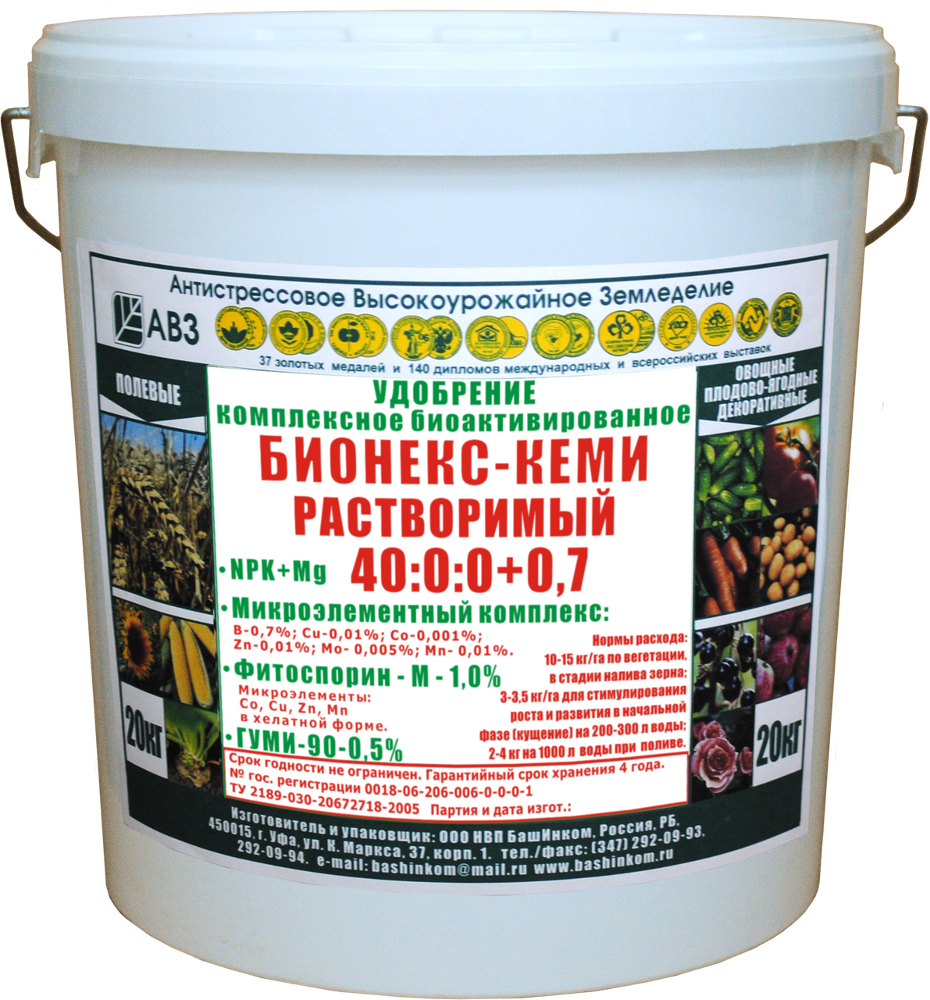 Антистрессовое Высокоурожайное Земледелие
АВЗ
37 золотых медалей и 140 дипломов международных и всероссийских выставок
ПОЛЕВЫЕ
ОВОЩНЫЕ
ПЛОДОВО-ЯГОДНЫЕ
ДЕКОРАТИВНЫЕ
УДОБРЕНИЕ
комплексное биоактивированное
БИОНЕКС-КЕМИ
РАСТВОРИМЫЙ
•NPK+Mg 40:0:0+0,7
•Микроэлементный комплекс:
В-0,7%; Cu-0,01%; Со-0,001%;
Zn-0,01%; Мо- 0,005%; Mn- 0,01%.
•Фитоспорин - М - 1,0%
Микроэлементы:
Co, Cu, Zn, Mn
в хелатной форме.
•ГУМИ-90-0,5%
Нормы расхода:
10-15 кг/га по вегетации,
в стадии налива зерна;
3-3,5 кг/га для стимулирования
роста и развития в начальной
фазе (кущение) на 200-300 л воды;
2-4 кг на 1000 л воды при поливе.
20кг
20кг
Срок годности не ограничен. Гарантийный срок хранения 4 года.
№ гос. регистрации 0018-06-206-006-0-0-0-1
ТУ 2189-030-20672718-2005 Партия и дата изгот.:
Изготовитель и упаковщик: ООО НВП БашИнком, Россия, РБ,
450015, г. Уфа, ул. К. Маркса, 37, корп. 1. тел./факс: (347) 292-09-93,
292-09-94. e-mail: bashinkom@mail.ru www.bashinkom.ru